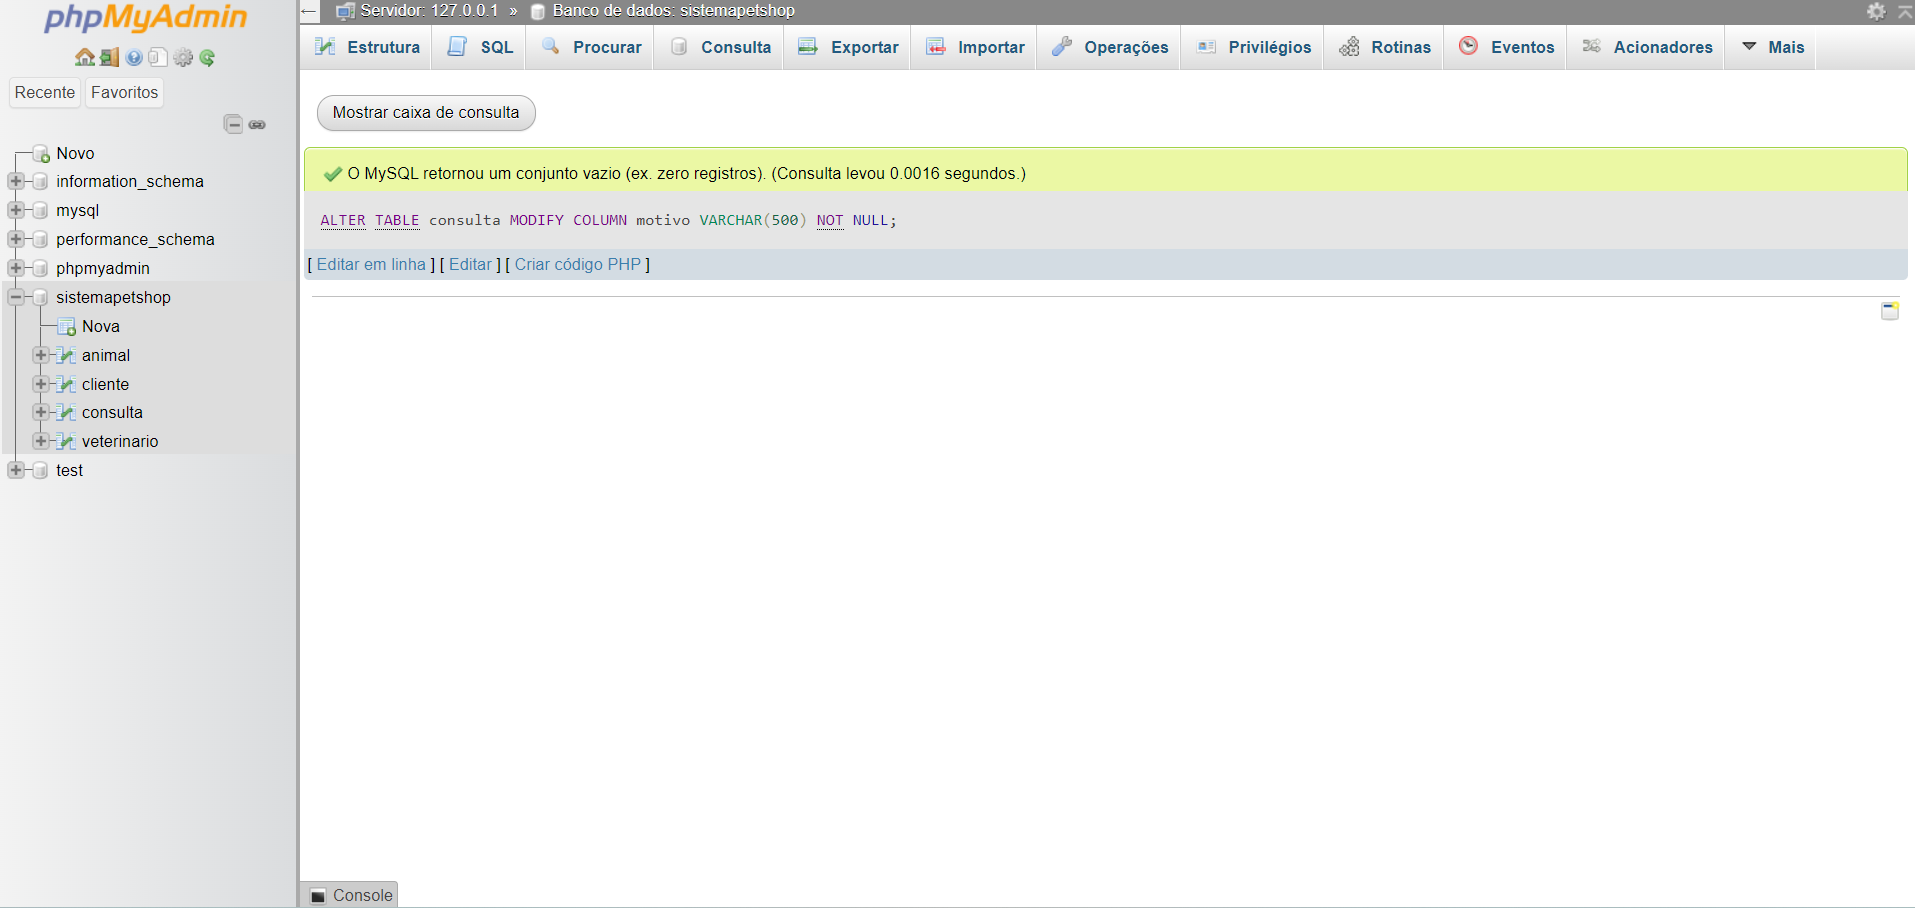 phpMyAdmin
Recente Favoritos
Novo
information_schema
mysql
performance_schema
phpmyadmin
sistemapetshop
Nova
animal
cliente
consulta
veterinario
test
← Servidor: 127.0.0.1 » Banco de dados: sistemapetshop
Estrutura SQL Procurar Consulta Exportar Importar Operações Privilégios Rotinas Eventos Acionadores Mais
Mostrar caixa de consulta
O MySQL retornou um conjunto vazio (ex. zero registros). (Consulta levou 0.0016 segundos.)
ALTER TABLE consulta MODIFY COLUMN motivo VARCHAR(500) NOT NULL;
[ Editar em linha ] [ Editar ] [ Criar código PHP ]
Console